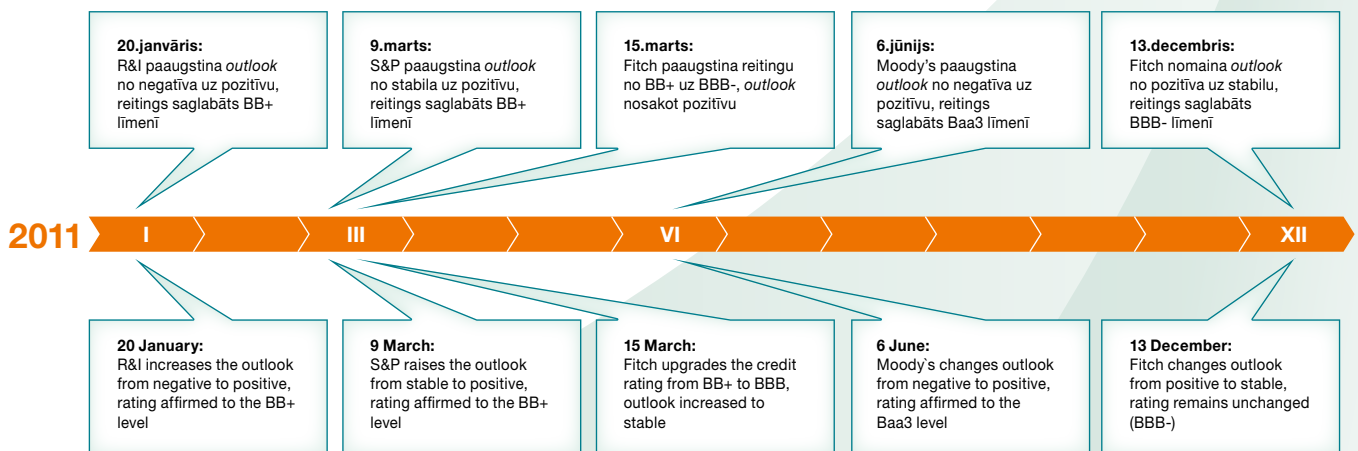 20.janvāris:
R&I paaugstina outlook
no negatīva uz pozitīvu,
reitings saglabāts BB+
līmenī
9.marts:
S&P paaugstina outlook
no stabila uz pozitīvu,
reitings saglabāts BB+
līmenī
15.marts:
Fitch paaugstina reitingu
no BB+ uz BBB-, outlook
nosakot pozitīvu
6.jūnijs:
Moody's paaugstina
outlook no negatīva uz
pozitīvu, reitings
saglabāts Baa3 līmenī
13.decembris:
Fitch nomaina outlook
no pozitīva uz stabilu,
reitings saglabāts
BBB- līmenī
2011 I III VI XII
20 January:
R&I increases the outlook
from negative to positive,
rating affirmed to the BB+
level
9 March:
S&P raises the outlook
from stable to positive,
rating affirmed to the BB+
level
15 March:
Fitch upgrades the credit
rating from BB+ to BBB,
outlook increased to
stable
6 June:
Moody`s changes outlook
from negative to positive,
rating affirmed to the
Baa3 level
13 December:
Fitch changes outlook
from positive to stable,
rating remains unchanged
(BBB-)